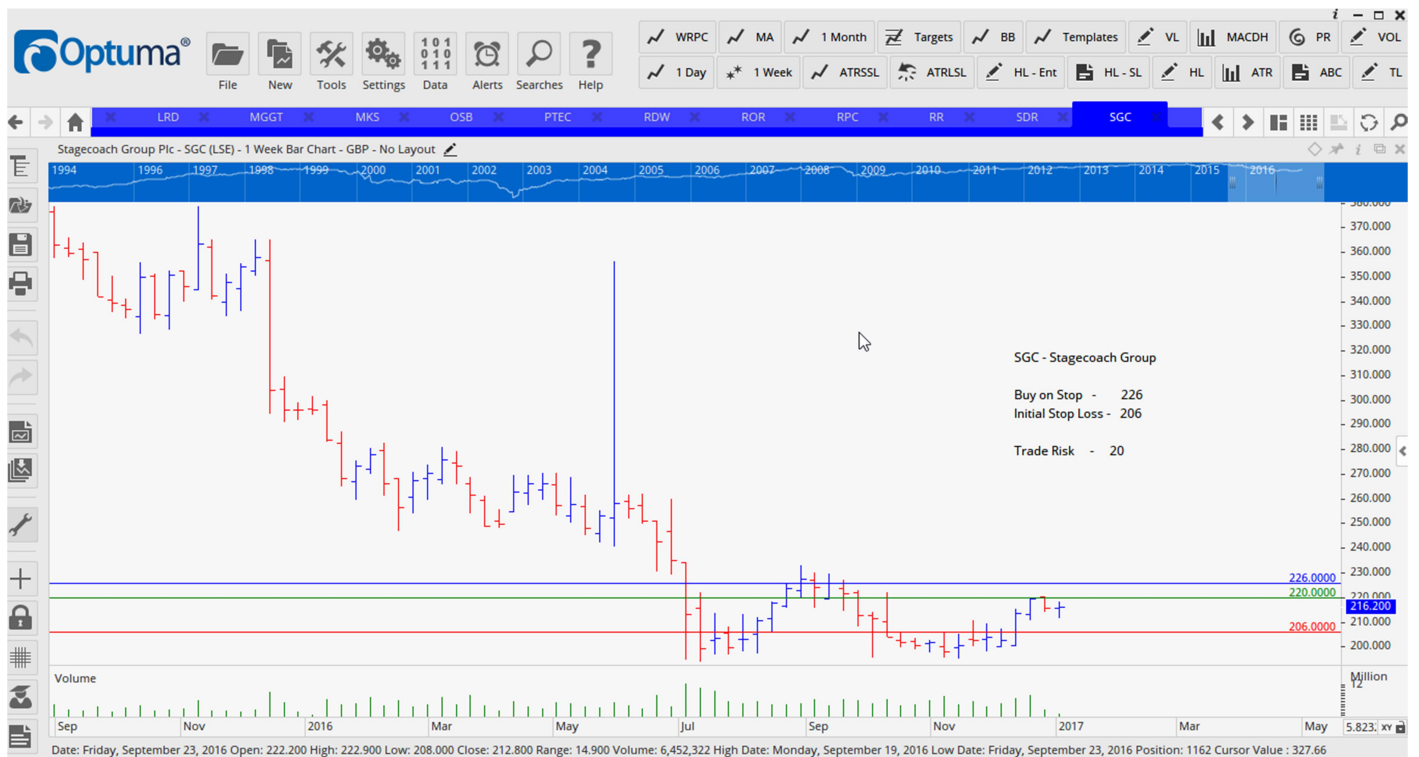 i
Optuma®
File New Tools Settings Data Alerts Searches Help
WRPC MA 1 Month Targets BB Templates VL MACDH PR VOL
1 Day 1 Week ATRSSL ATRLSL HL - Ent HL - SL HL ATR ABC TL
LRD MGGT MKS OSB PTEC RDW ROR RPC RR SDR SGC
Stagecoach Group Plc - SGC (LSE) - 1 Week Bar Chart - GBP - No Layout
1994 1996 1997 1998 1999 2000 2001 2002 2003 2004 2005 2006 2007 2008 2009 2010 2011 2012 2013 2014 2015 2016
380.000
370.000
360.000
350.000
340.000
330.000
320.000
SGC - Stagecoach Group
310.000
300.000
Buy on Stop - 226
Initial Stop Loss - 206
290.000
280.000
Trade Risk - 20
270.000
260.000
250.000
240.000
230.000
226.0000
220.0000
220.000
216.200
210.000
206.0000
200.000
Volume
Million
12
Sep Nov 2016 Mar May Jul Sep Nov 2017 Mar May 5.823 XY
Date: Friday, September 23, 2016 Open: 222.200 High: 222.900 Low: 208.000 Close: 212.800 Range: 14.900 Volume: 6,452,322 High Date: Monday, September 19, 2016 Low Date: Friday, September 23, 2016 Position: 1162 Cursor Value : 327.66